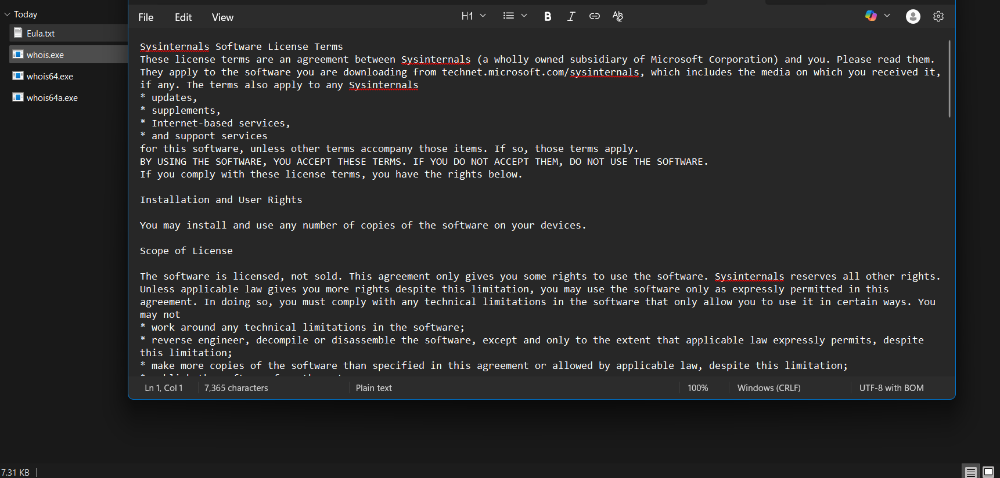 Today
Eula.txt
whois.exe
whois64.exe
whois64a.exe
File Edit View H1
Sysinternals Software License Terms
These license terms are an agreement between Sysinternals (a wholly owned subsidiary of Microsoft Corporation) and you. Please read them.
They apply to the software you are downloading from technet.microsoft.com/sysinternals, which includes the media on which you received it,
if any. The terms also apply to any Sysinternals
* updates,
* supplements,
* Internet-based services,
* and support services
for this software, unless other terms accompany those items. If so, those terms apply.
BY USING THE SOFTWARE, YOU ACCEPT THESE TERMS. IF YOU DO NOT ACCEPT THEM, DO NOT USE THE SOFTWARE.
If you comply with these license terms, you have the rights below.
Installation and User Rights
You may install and use any number of copies of the software on your devices.
Scope of License
The software is licensed, not sold. This agreement only gives you some rights to use the software. Sysinternals reserves all other rights.
Unless applicable law gives you more rights despite this limitation, you may use the software only as expressly permitted in this
agreement. In doing so, you must comply with any technical limitations in the software that only allow you to use it in certain ways. You
may not
* work around any technical limitations in the software;
* reverse engineer, decompile or disassemble the software, except and only to the extent that applicable law expressly permits, despite
this limitation;
* make more copies of the software than specified in this agreement or allowed by applicable law, despite this limitation;
Ln 1, Col 1 7,365 characters Plain text 100% Windows (CRLF) UTF-8 with BOM
7.31 KB